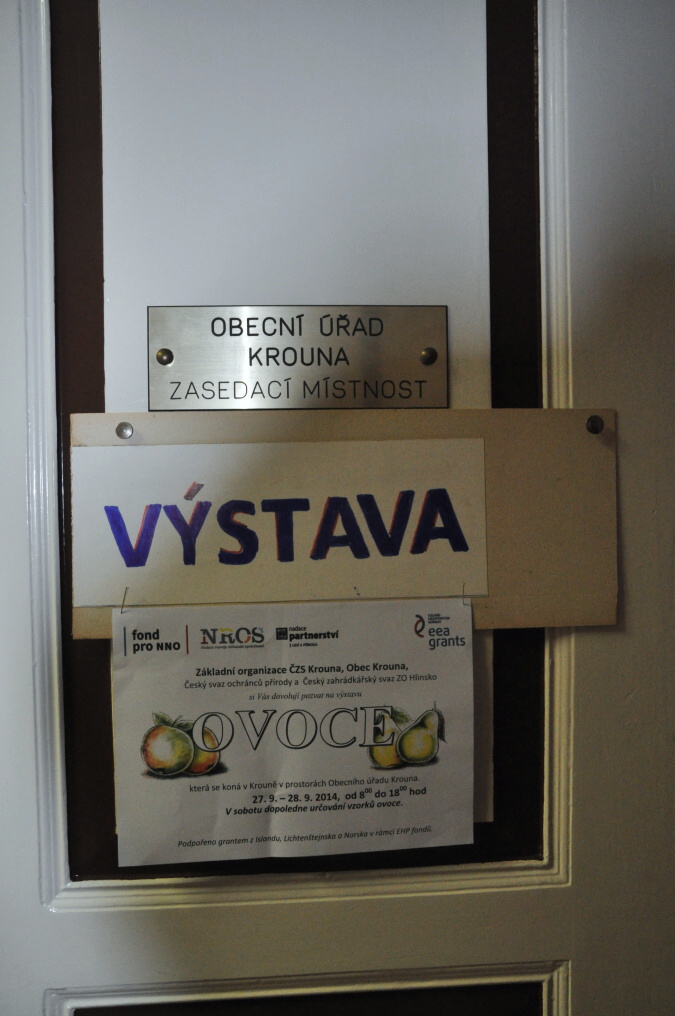 OBECNÍ ÚŘAD
KROUNA
ZASEDACÍ MÍSTNOST
VÝSTAVA
fond
pro NNO
NROS
nadace
partnerství
eea
grants
Základní organizace ČZS Krouna, Obec Krouna,
Český svaz ochránců přírody a Český zahrádkářský svaz ZO Hlinsko
si Vás dovolují pozvat na výstavu
OVOCE
která se koná v Krouně v prostorách Obecního úřadu Krouna.
27. 9. – 28. 9. 2014, od 8⁰⁰ do 18⁰⁰ hod
V sobotu dopoledne určování vzorků ovoce.
Podpořeno grantem z Islandu, Lichtenštejnska a Norska v rámci EHP fondů.